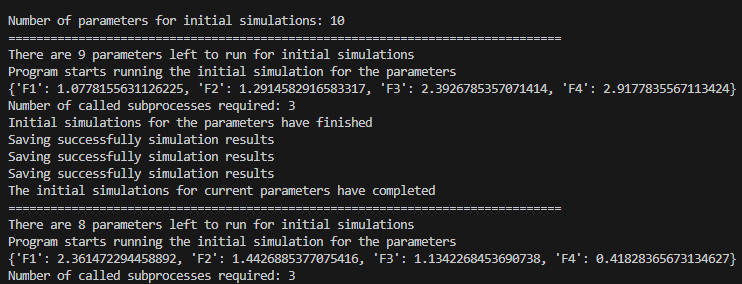 Number of parameters for initial simulations: 10
===============================================================================
There are 9 parameters left to run for initial simulations
Program starts running the initial simulation for the parameters
{'F1': 1.0778155631126225, 'F2': 1.2914582916583317, 'F3': 2.3926785357071414, 'F4': 2.9177835567113424}
Number of called subprocesses required: 3
Initial simulations for the parameters have finished
Saving successfully simulation results
Saving successfully simulation results
Saving successfully simulation results
The initial simulations for current parameters have completed
===============================================================================
There are 8 parameters left to run for initial simulations
Program starts running the initial simulation for the parameters
{'F1': 2.361472294458892, 'F2': 1.4426885377075416, 'F3': 1.1342268453690738, 'F4': 0.41828365673134627}
Number of called subprocesses required: 3